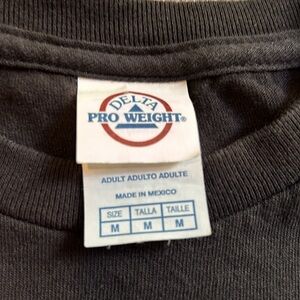 DELTA
PRO WEIGHT®
ADULT ADULTO ADULTE
MADE IN MEXICO
SIZE TALLA TAILLE
M M M